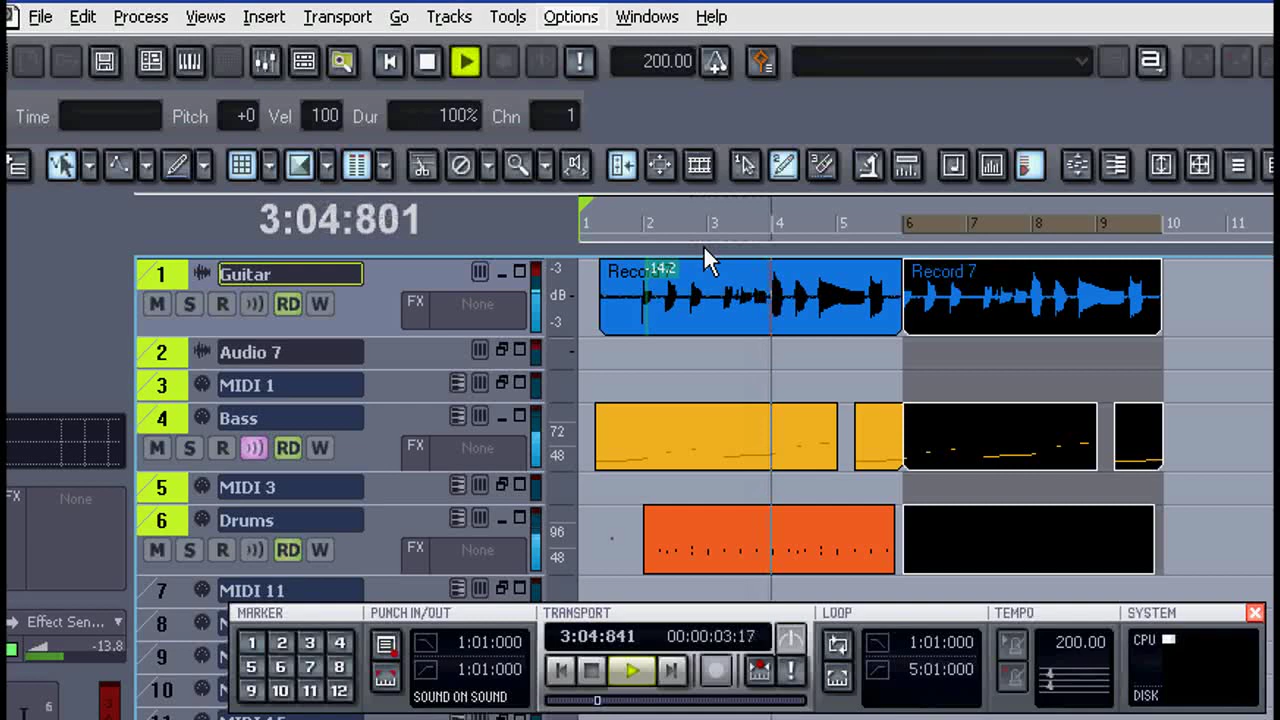 File Edit Process Views Insert Transport Go Tracks Tools Options Windows Help
200.00
Time Pitch +0 Vel 100 Dur 100% Chn 1
3:04:801
1 2 3 4 5 6 7 8 9 10 11
1 Guitar
-3
dB
-3
M S R RD W FX None
-14.2
Record 7
2 Audio 7
3 MIDI 1
4 Bass
72
48
M S R RD W FX None
5 MIDI 3
6 Drums
96
48
M S R RD W FX None
7 MIDI 11
8
9
10
FX None
Effect Sen...
-13.8
6
MARKER PUNCH IN/OUT TRANSPORT LOOP TEMPO SYSTEM
1 2 3 4
5 6 7 8
9 10 11 12
1:01:000
1:01:000
SOUND ON SOUND
3:04:841 00:00:03:17
1:01:000
5:01:000
200.00
CPU
DISK